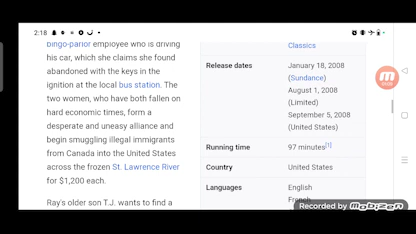 2:18
bingo-parlor employee who is driving
his car, which she claims she found
abandoned with the keys in the
ignition at the local bus station. The
two women, who have both fallen on
hard economic times, form a
desperate and uneasy alliance and
begin smuggling illegal immigrants
from Canada into the United States
across the frozen St. Lawrence River
for $1,200 each.
Ray's older son T.J. wants to find a
Classics
Release dates
January 18, 2008
(Sundance)
August 1, 2008
(Limited)
September 5, 2008
(United States)
Running time
97 minutes[1]
Country
United States
Languages
English
French
Recorded by mobizen